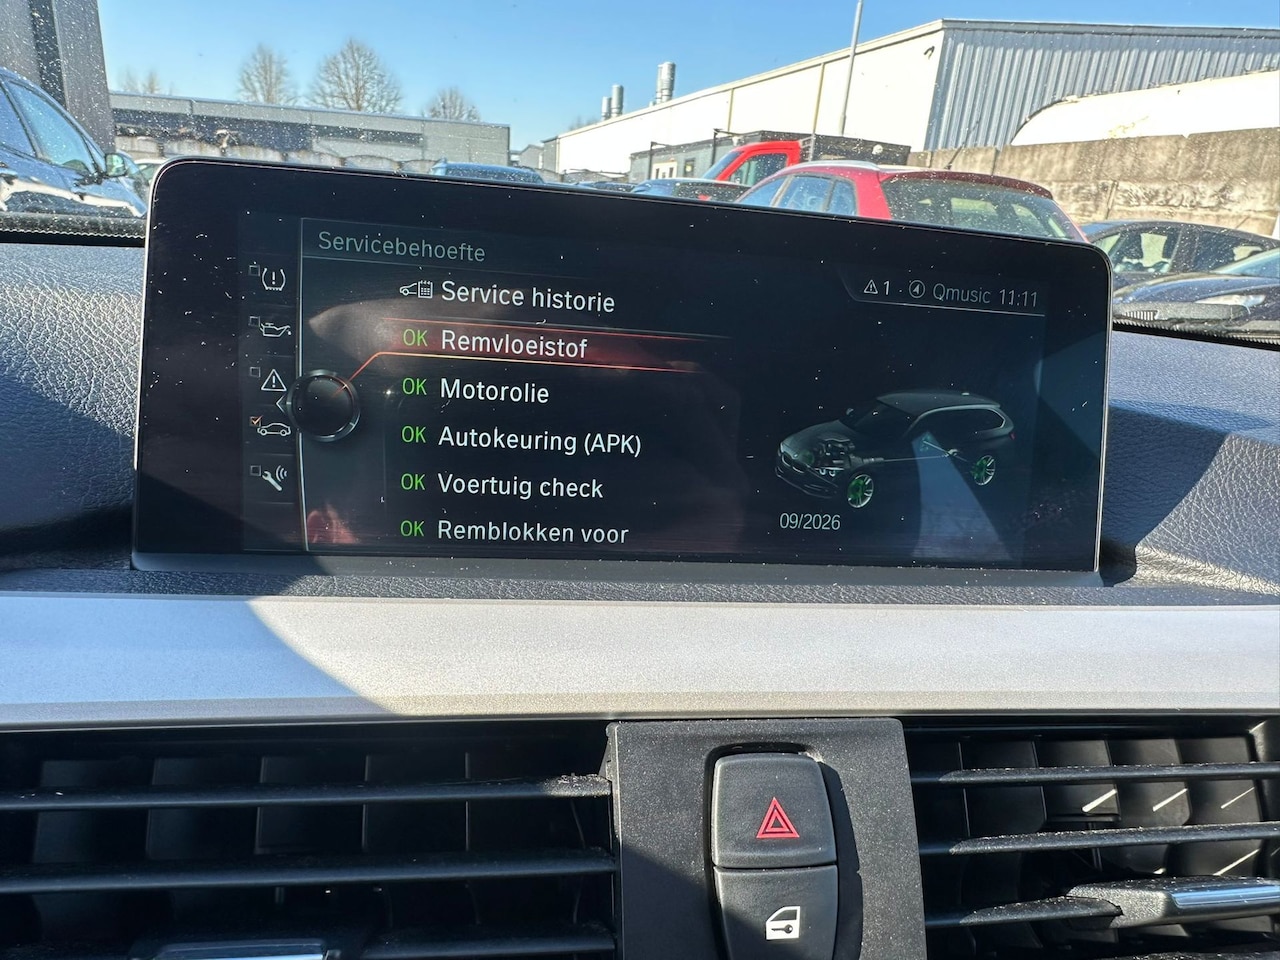 Servicebehoefte
1 · Qmusic 11:11
Service historie
OK Remvloeistof
OK Motorolie
OK Autokeuring (APK)
OK Voertuig check
OK Remblokken voor
09/2026